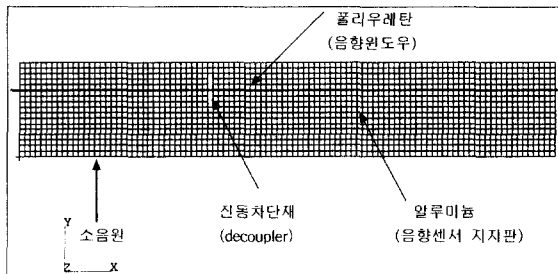 폴리우레탄
(음향윈도우)
소음원
진동차단재
(decoupler)
알루미늄
(음향센서 지지판)
Y
Z X